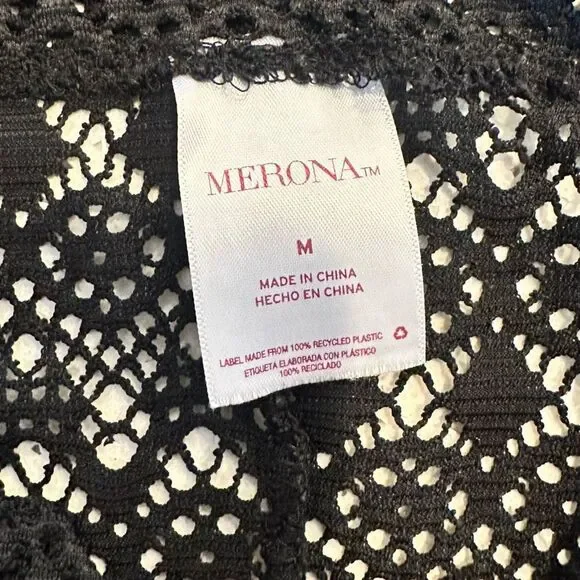 MERONA™
M
MADE IN CHINA
HECHO EN CHINA
LABEL MADE FROM 100% RECYCLED PLASTIC
ETIQUETA ELABORADA CON PLÁSTICO
100% RECICLADO